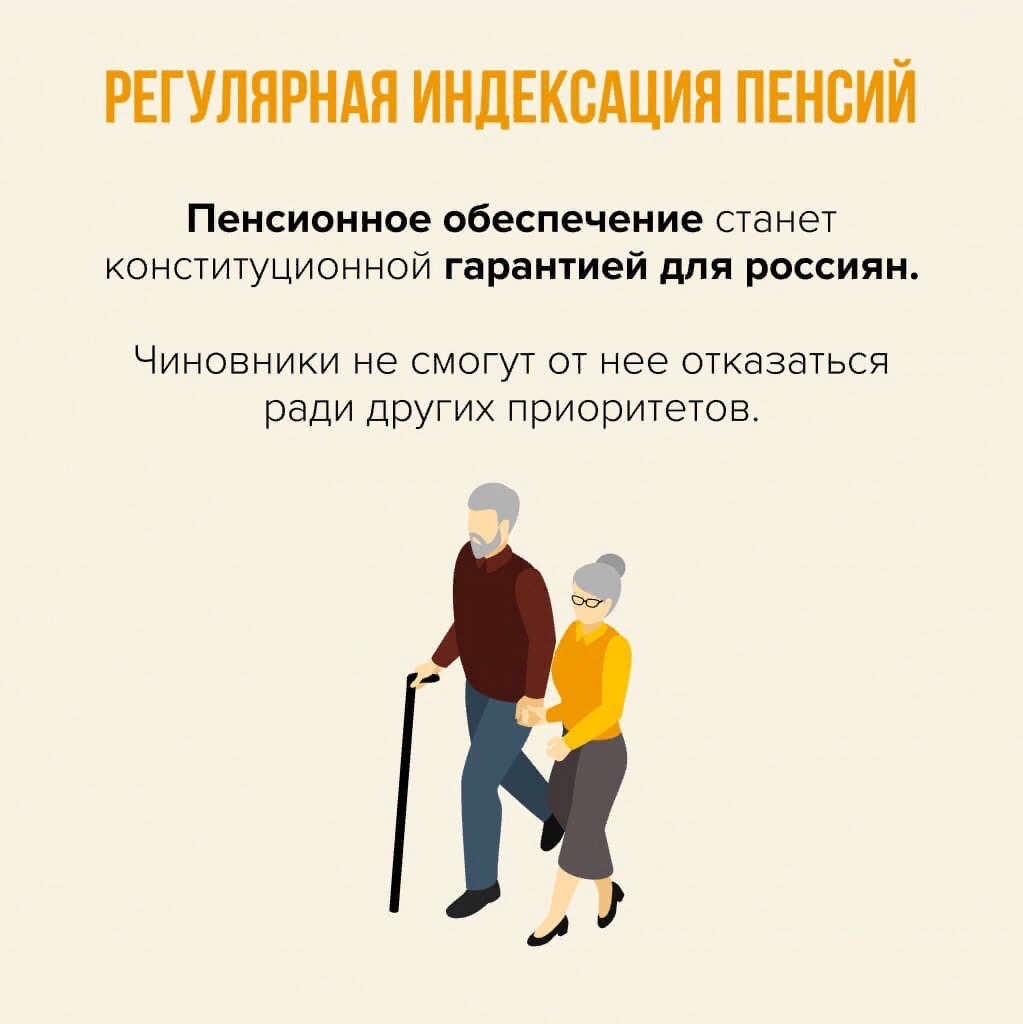 РЕГУЛЯРНАЯ ИНДЕКСАЦИЯ ПЕНСИЙ
Пенсионное обеспечение станет
конституционной гарантией для россиян.
Чиновники не смогут от нее отказаться
ради других приоритетов.